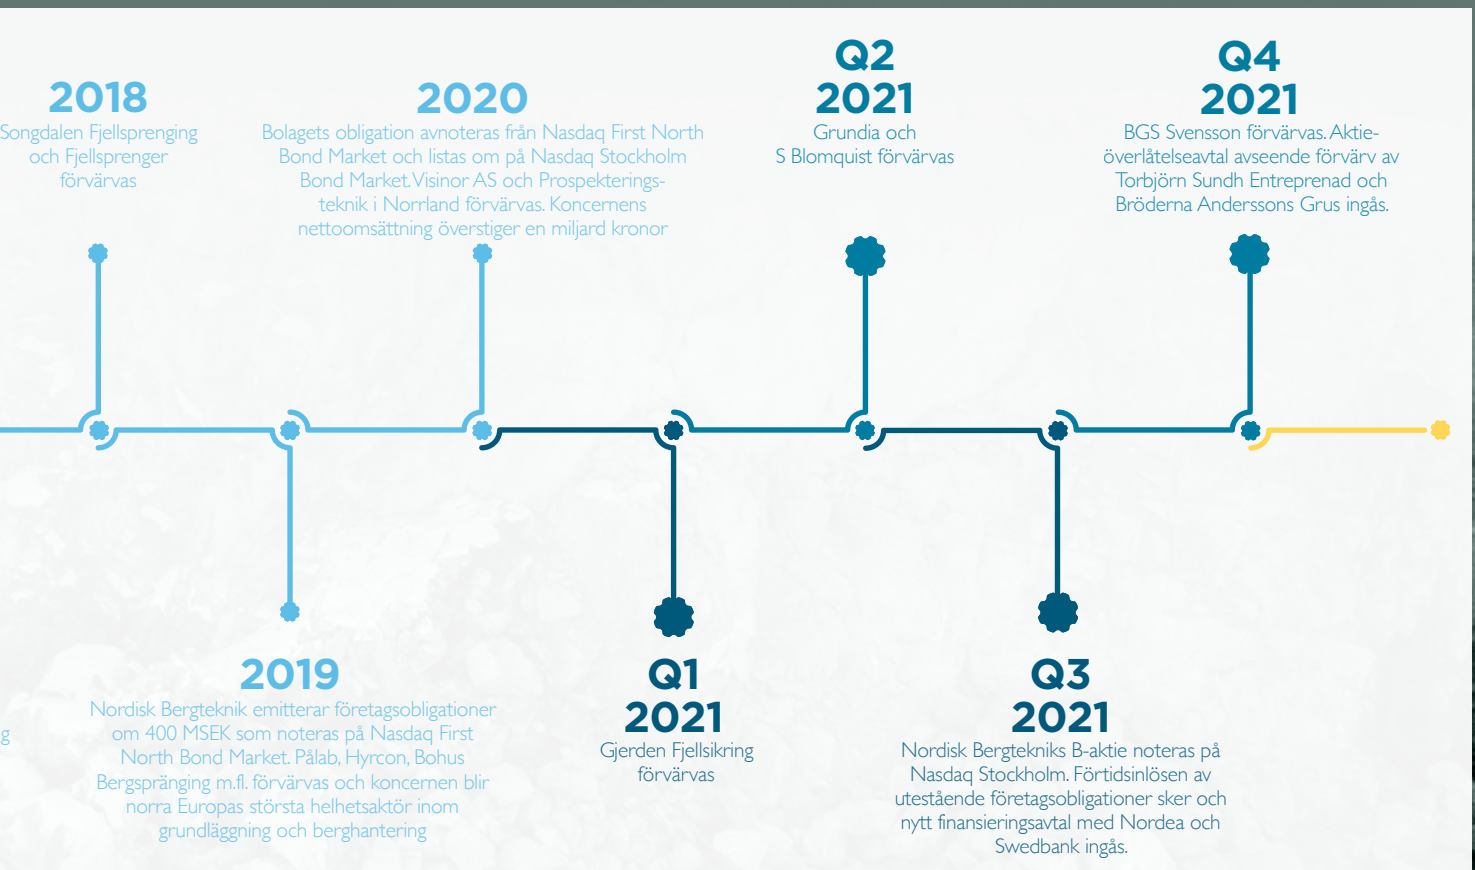 2018
Songdalen Fjellsprenging
och Fjellsprenger
förvärvas
2020
Bolagets obligation avnoteras från Nasdaq First North
Bond Market och listas om på Nasdaq Stockholm
Bond Market. Visinor AS och Prospekterings-
teknik i Norrland förvärvas. Koncernens
nettoomsättning överstiger en miljard kronor
Q2
2021
Grundia och
S Blomquist förvärvas
Q4
2021
BGS Svensson förvärvas. Aktie-
överlåtelseavtal avseende förvärv av
Torbjörn Sundh Entreprenad och
Bröderna Anderssons Grus ingås.
g
2019
Nordisk Bergteknik emitterar företagsobligationer
om 400 MSEK som noteras på Nasdaq First
North Bond Market. Pålab, Hyrcon, Bohus
Bergspränging m.fl. förvärvas och koncernen blir
norra Europas största helhetsaktör inom
grundläggning och berghantering
Q1
2021
Gjerden Fjellsikring
förvärvas
Q3
2021
Nordisk Bergtekniks B-aktie noteras på
Nasdaq Stockholm. Förtidsinlösen av
utestående företagsobligationer sker och
nytt finansieringsavtal med Nordea och
Swedbank ingås.